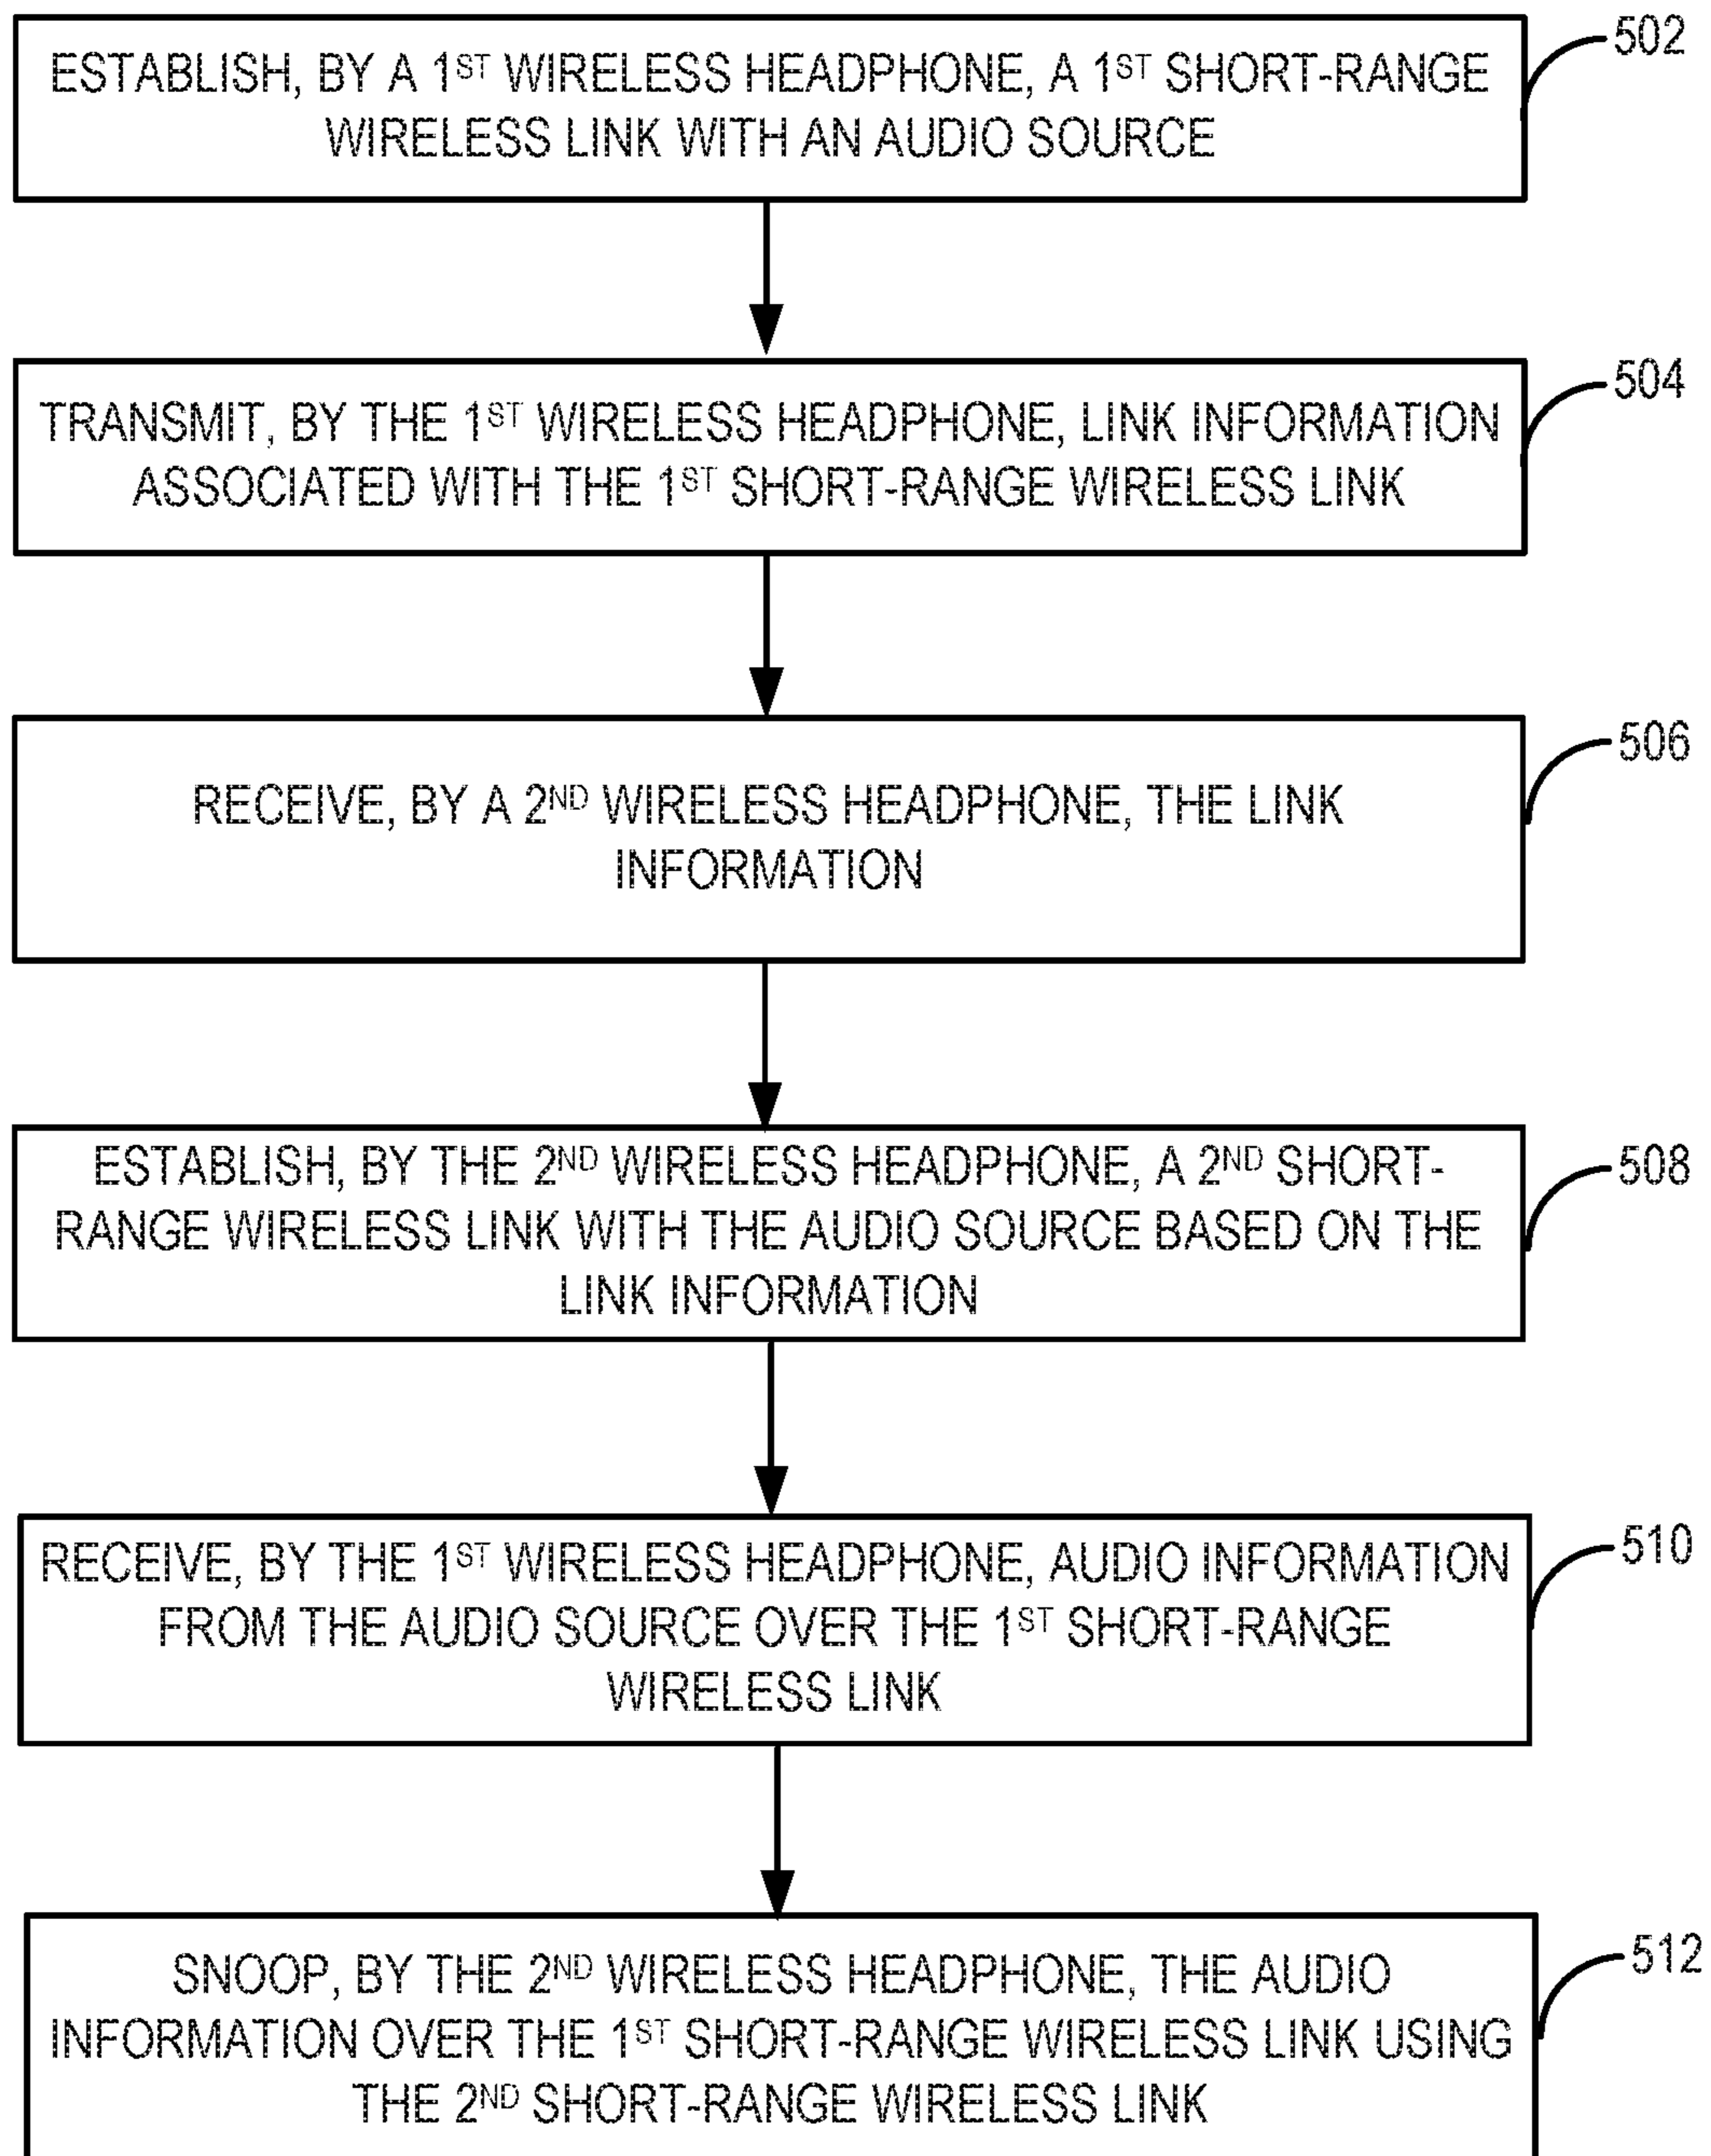 ESTABLISH, BY A 1ST WIRELESS HEADPHONE, A 1ST SHORT-RANGE
WIRELESS LINK WITH AN AUDIO SOURCE
502
TRANSMIT, BY THE 1ST WIRELESS HEADPHONE, LINK INFORMATION
ASSOCIATED WITH THE 1ST SHORT-RANGE WIRELESS LINK
504
RECEIVE, BY A 2ND WIRELESS HEADPHONE, THE LINK
INFORMATION
506
ESTABLISH, BY THE 2ND WIRELESS HEADPHONE, A 2ND SHORT-
RANGE WIRELESS LINK WITH THE AUDIO SOURCE BASED ON THE
LINK INFORMATION
508
RECEIVE, BY THE 1ST WIRELESS HEADPHONE, AUDIO INFORMATION
FROM THE AUDIO SOURCE OVER THE 1ST SHORT-RANGE
WIRELESS LINK
510
SNOOP, BY THE 2ND WIRELESS HEADPHONE, THE AUDIO
INFORMATION OVER THE 1ST SHORT-RANGE WIRELESS LINK USING
THE 2ND SHORT-RANGE WIRELESS LINK
512